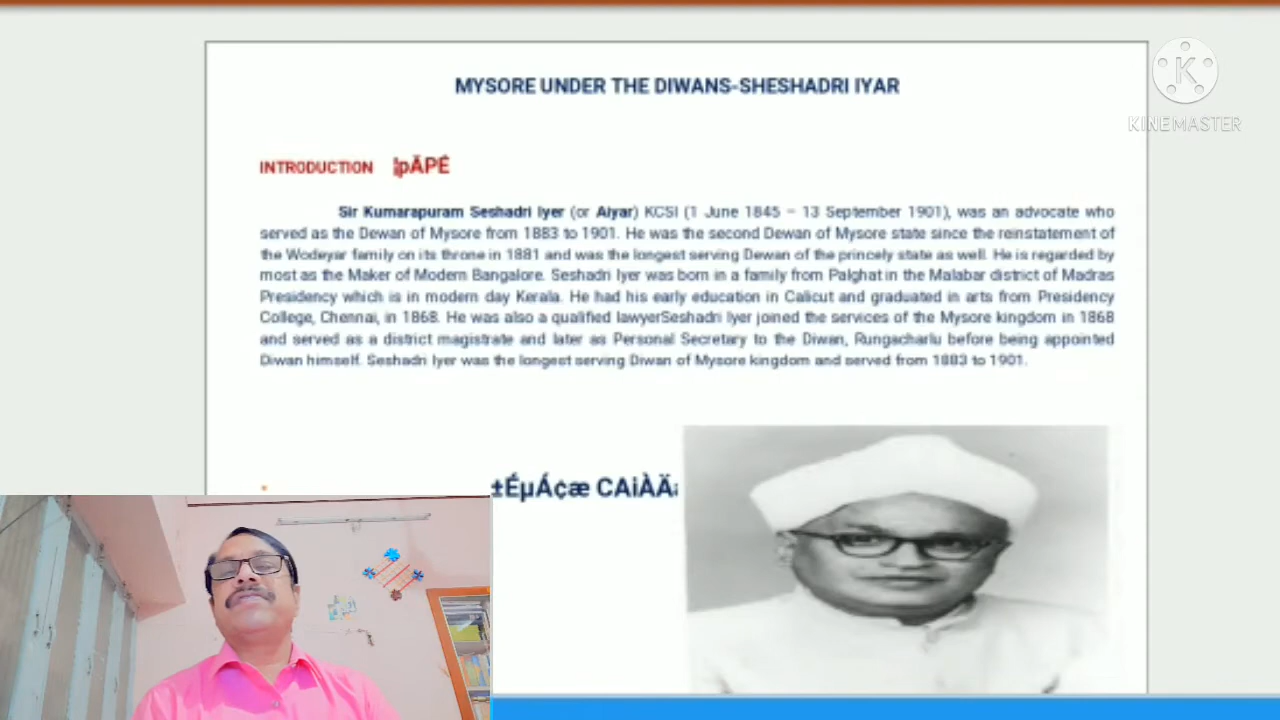 MYSORE UNDER THE DIWANS-SHESHADRI IYAR
K
KINEMASTER
INTRODUCTION ¦pÃPÉ
Sir Kumarapuram Seshadri Iyer (or Aiyar) KCSI (1 June 1845 – 13 September 1901), was an advocate who
served as the Dewan of Mysore from 1883 to 1901. He was the second Dewan of Mysore state since the reinstatement of
the Wodeyar family on its throne in 1881 and was the longest serving Dewan of the princely state as well. He is regarded by
most as the Maker of Modern Bangalore. Seshadri Iyer was born in a family from Palghat in the Malabar district of Madras
Presidency which is in modern day Kerala. He had his early education in Calicut and graduated in arts from Presidency
College, Chennai, in 1868. He was also a qualified lawyerSeshadri Iyer joined the services of the Mysore kingdom in 1868
and served as a district magistrate and later as Personal Secretary to the Diwan, Rungacharlu before being appointed
Diwan himself. Seshadri Iyer was the longest serving Diwan of Mysore kingdom and served from 1883 to 1901.
±ÉµÁ¢æ CAiÀÄ